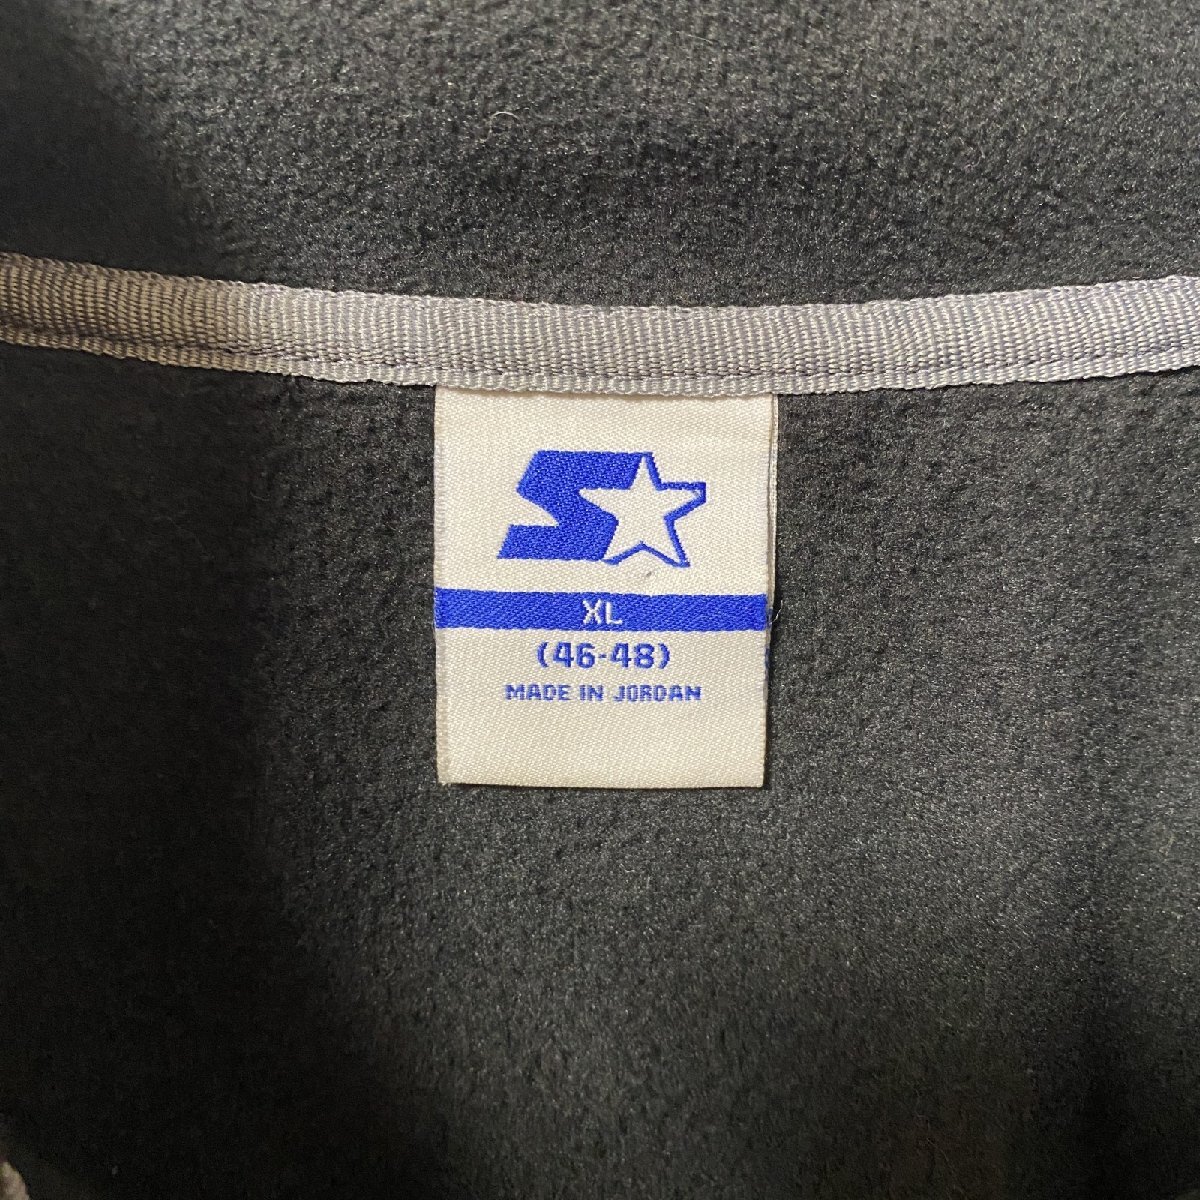 S
XL
(46-48)
MADE IN JORDAN